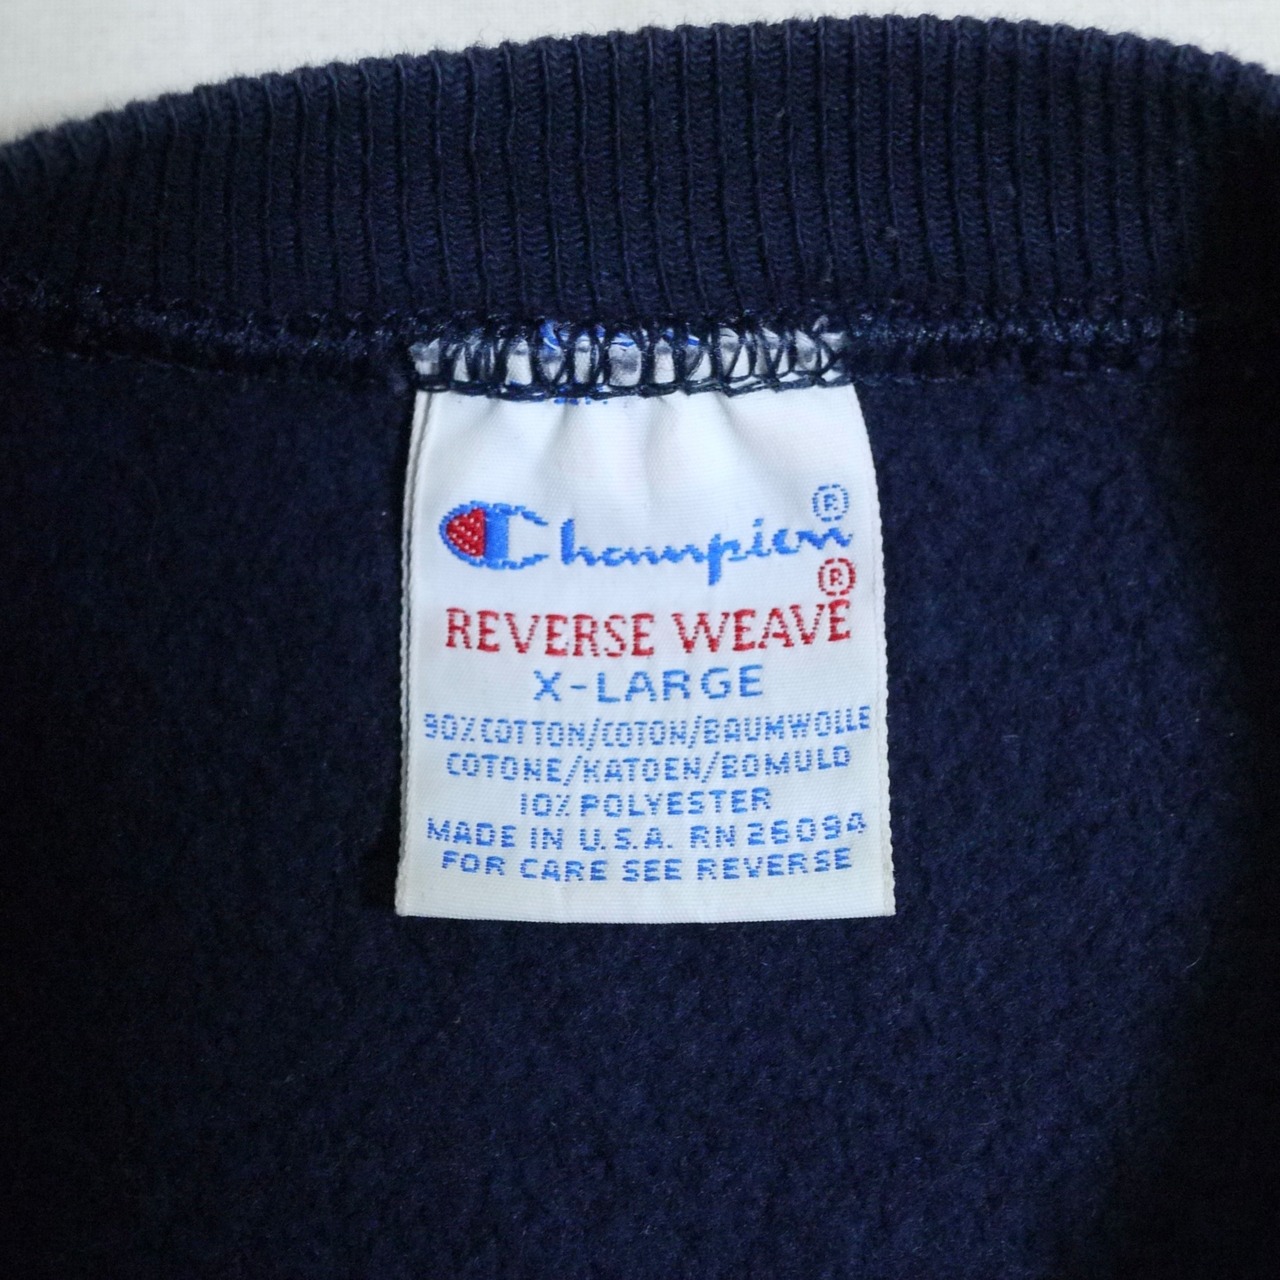 Champion®
REVERSE WEAVE®
X-LARGE
90% COTTON/COTON/BAUMWOLLE
COTONE/KATOEN/BOMULD
10% POLYESTER
MADE IN U.S.A. RN 26094
FOR CARE SEE REVERSE